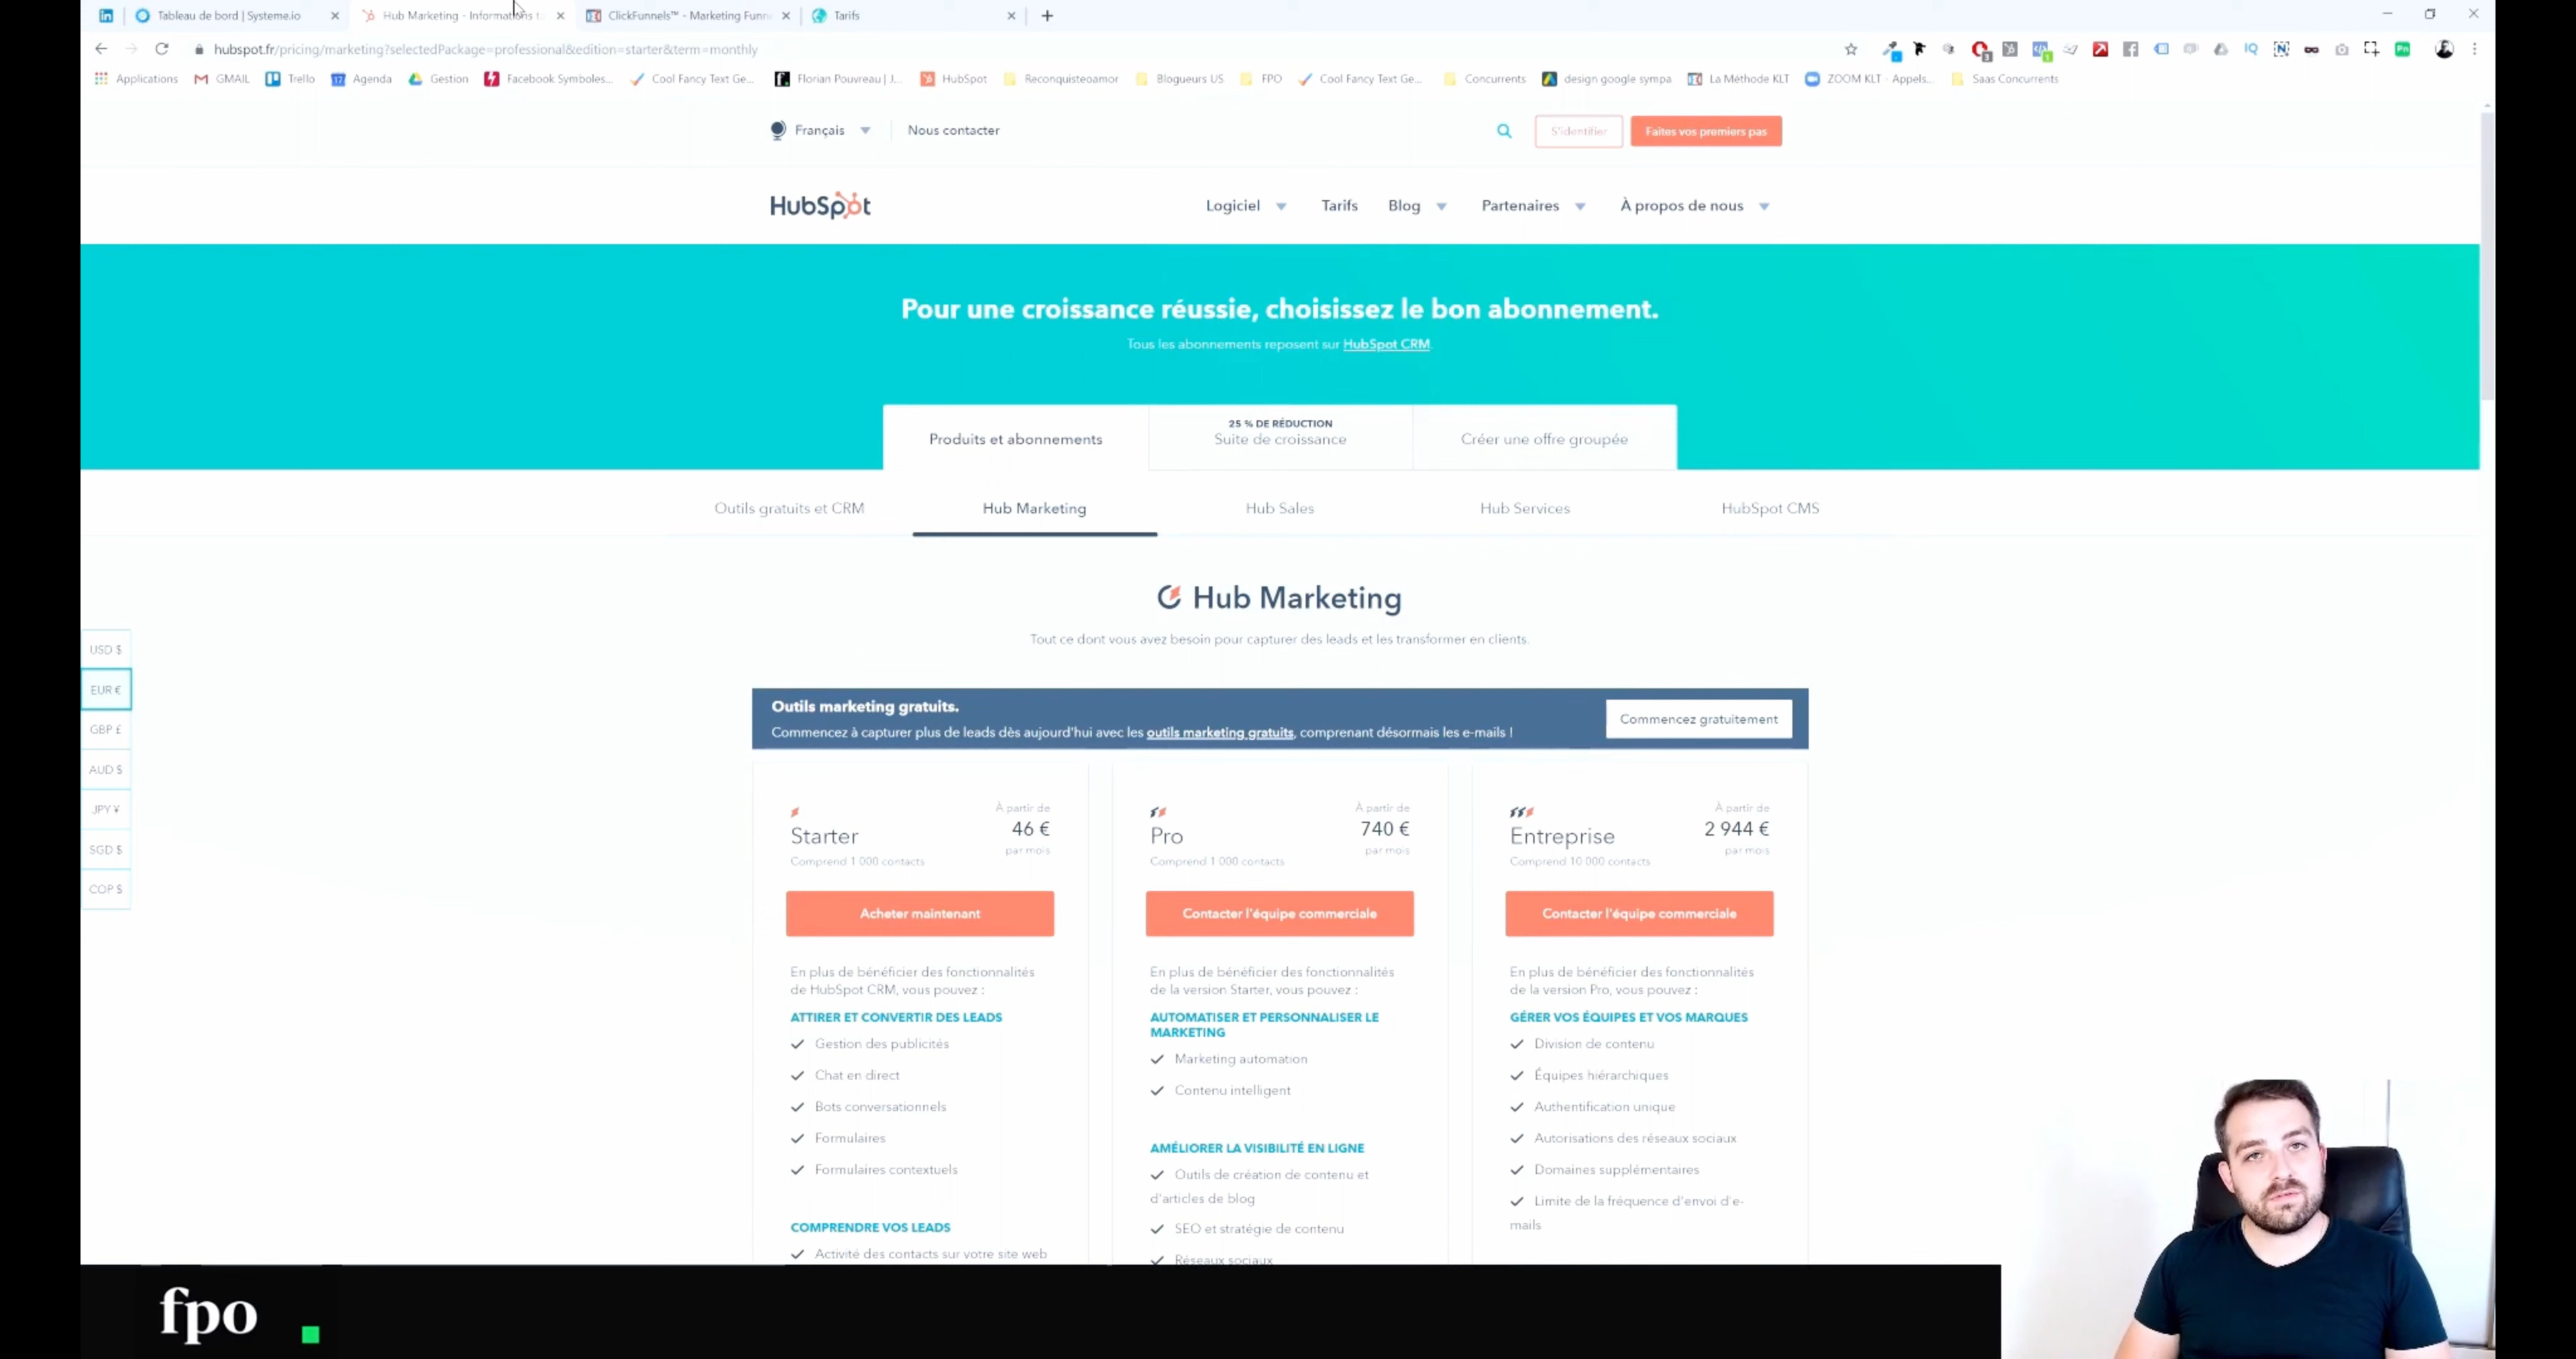 Tableau de bord | Systeme.io
Hub Marketing - Informations t
ClickFunnels™ - Marketing Funne
Tarifs
hubspot.fr/pricing/marketing?selectedPackage=professional&edition=starter&term=monthly
Applications
GMAIL
Trello
Agenda
Gestion
Facebook Symboles...
Cool Fancy Text Ge...
Florian Pouvreau | J...
HubSpot
Reconquisteoamor
Blogueurs US
FPO
Cool Fancy Text Ge...
Concurrents
design google sympa
La Méthode KLT
ZOOM KLT - Appels...
Saas Concurrents
Français
Nous contacter
S'identifier
Faites vos premiers pas
HubSpot
Logiciel
Tarifs
Blog
Partenaires
À propos de nous
Pour une croissance réussie, choisissez le bon abonnement.
Tous les abonnements reposent sur HubSpot CRM.
Produits et abonnements
25 % DE RÉDUCTION
Suite de croissance
Créer une offre groupée
Outils gratuits et CRM
Hub Marketing
Hub Sales
Hub Services
HubSpot CMS
Hub Marketing
Tout ce dont vous avez besoin pour capturer des leads et les transformer en clients.
USD $
EUR €
GBP £
AUD $
JPY ¥
SGD $
COP $
Outils marketing gratuits.
Commencez à capturer plus de leads dès aujourd'hui avec les outils marketing gratuits, comprenant désormais les e-mails !
Commencez gratuitement
Starter
À partir de
46 €
par mois
Comprend 1 000 contacts
Acheter maintenant
En plus de bénéficier des fonctionnalités
de HubSpot CRM, vous pouvez :
ATTIRER ET CONVERTIR DES LEADS
Gestion des publicités
Chat en direct
Bots conversationnels
Formulaires
Formulaires contextuels
COMPRENDRE VOS LEADS
Activité des contacts sur votre site web
Pro
À partir de
740 €
par mois
Comprend 1 000 contacts
Contacter l'équipe commerciale
En plus de bénéficier des fonctionnalités
de la version Starter, vous pouvez :
AUTOMATISER ET PERSONNALISER LE
MARKETING
Marketing automation
Contenu intelligent
AMÉLIORER LA VISIBILITÉ EN LIGNE
Outils de création de contenu et
d'articles de blog
SEO et stratégie de contenu
Réseaux sociaux
Entreprise
À partir de
2 944 €
par mois
Comprend 10 000 contacts
Contacter l'équipe commerciale
En plus de bénéficier des fonctionnalités
de la version Pro, vous pouvez :
GÉRER VOS ÉQUIPES ET VOS MARQUES
Division de contenu
Équipes hiérarchiques
Authentification unique
Autorisations des réseaux sociaux
Domaines supplémentaires
Limite de la fréquence d'envoi d'e-
mails
fpo